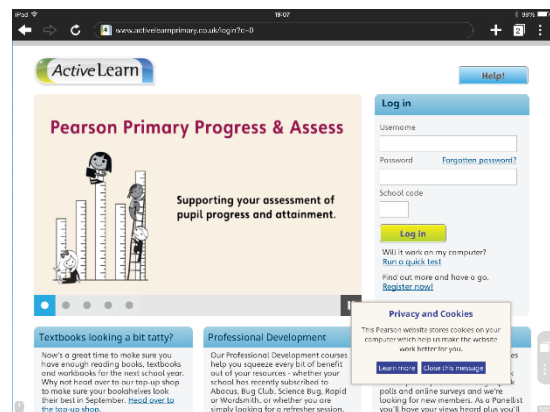 iPad
18:07
98%
www.activelearnprimary.co.uk/login?c=0
2
ActiveLearn
Help!
Pearson Primary Progress & Assess
Supporting your assessment of
pupil progress and attainment.
Log in
Username
Password Forgotten password?
School code
Log in
Will it work on my computer?
Run a quick test
Find out more and have a go.
Register now!
Privacy and Cookies
This Pearson website stores cookies on your
computer which help us make the website
work better for you.
Learn more Close this message
Textbooks looking a bit tatty?
Now's a great time to make sure you
have enough reading books, textbooks
and workbooks for the next school year.
Why not head over to our top-up shop
to make sure your bookshelves look
their best in September. Head over to
the top-up shop.
Professional Development
Our Professional Development courses
help you squeeze every bit of benefit
out of your resources - whether your
school has recently subscribed to
Abacus, Bug Club, Science Bug, Rapid
or Wordsmith, or whether you are
simply looking for a refresher session.
polls and online surveys and we're
looking for new members. As a Panellist
you'll have your views heard plus you'll